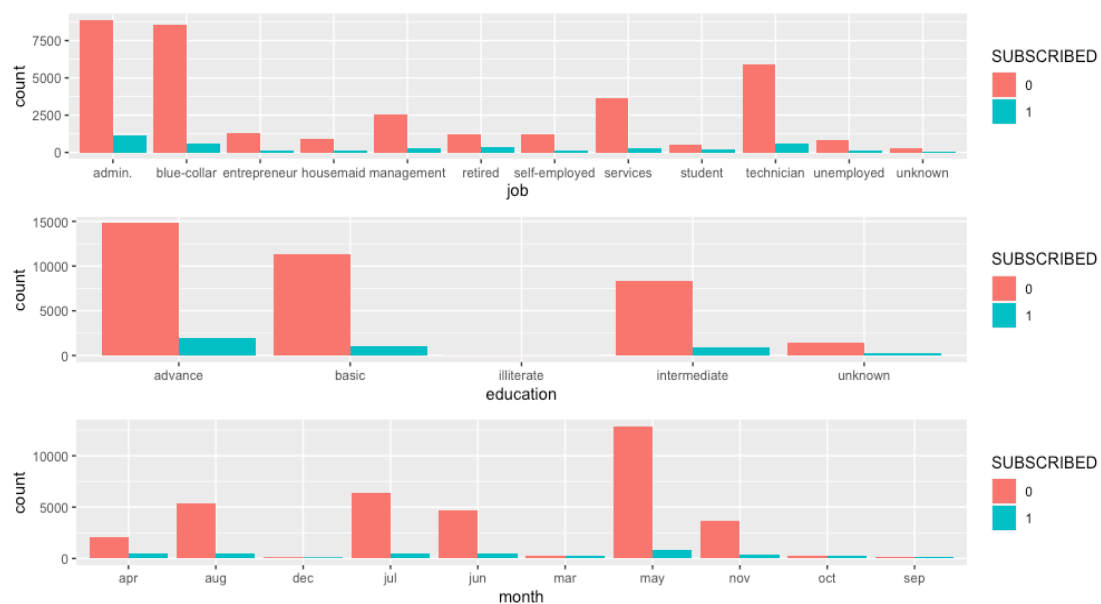 7500
5000
2500
0
count
admin. blue-collar entrepreneur housemaid management retired self-employed services student technician unemployed unknown
job
SUBSCRIBED
0
1
15000
10000
5000
0
count
advance basic illiterate intermediate unknown
education
SUBSCRIBED
0
1
10000
5000
0
count
apr aug dec jul jun mar may nov oct sep
month
SUBSCRIBED
0
1